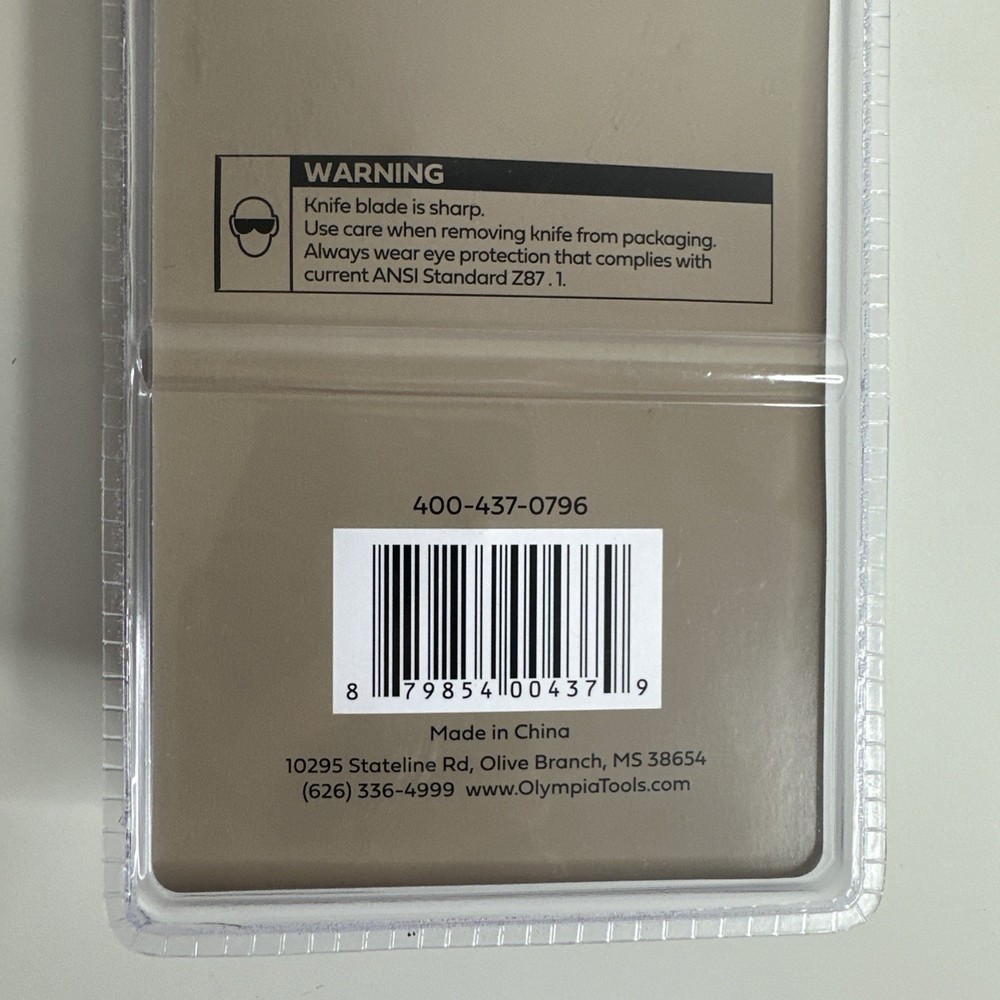 WARNING
Knife blade is sharp.
Use care when removing knife from packaging.
Always wear eye protection that complies with
current ANSI Standard Z87 . 1.
400-437-0796
8 79854 00437 9
Made in China
10295 Stateline Rd, Olive Branch, MS 38654
(626) 336-4999 www.OlympiaTools.com